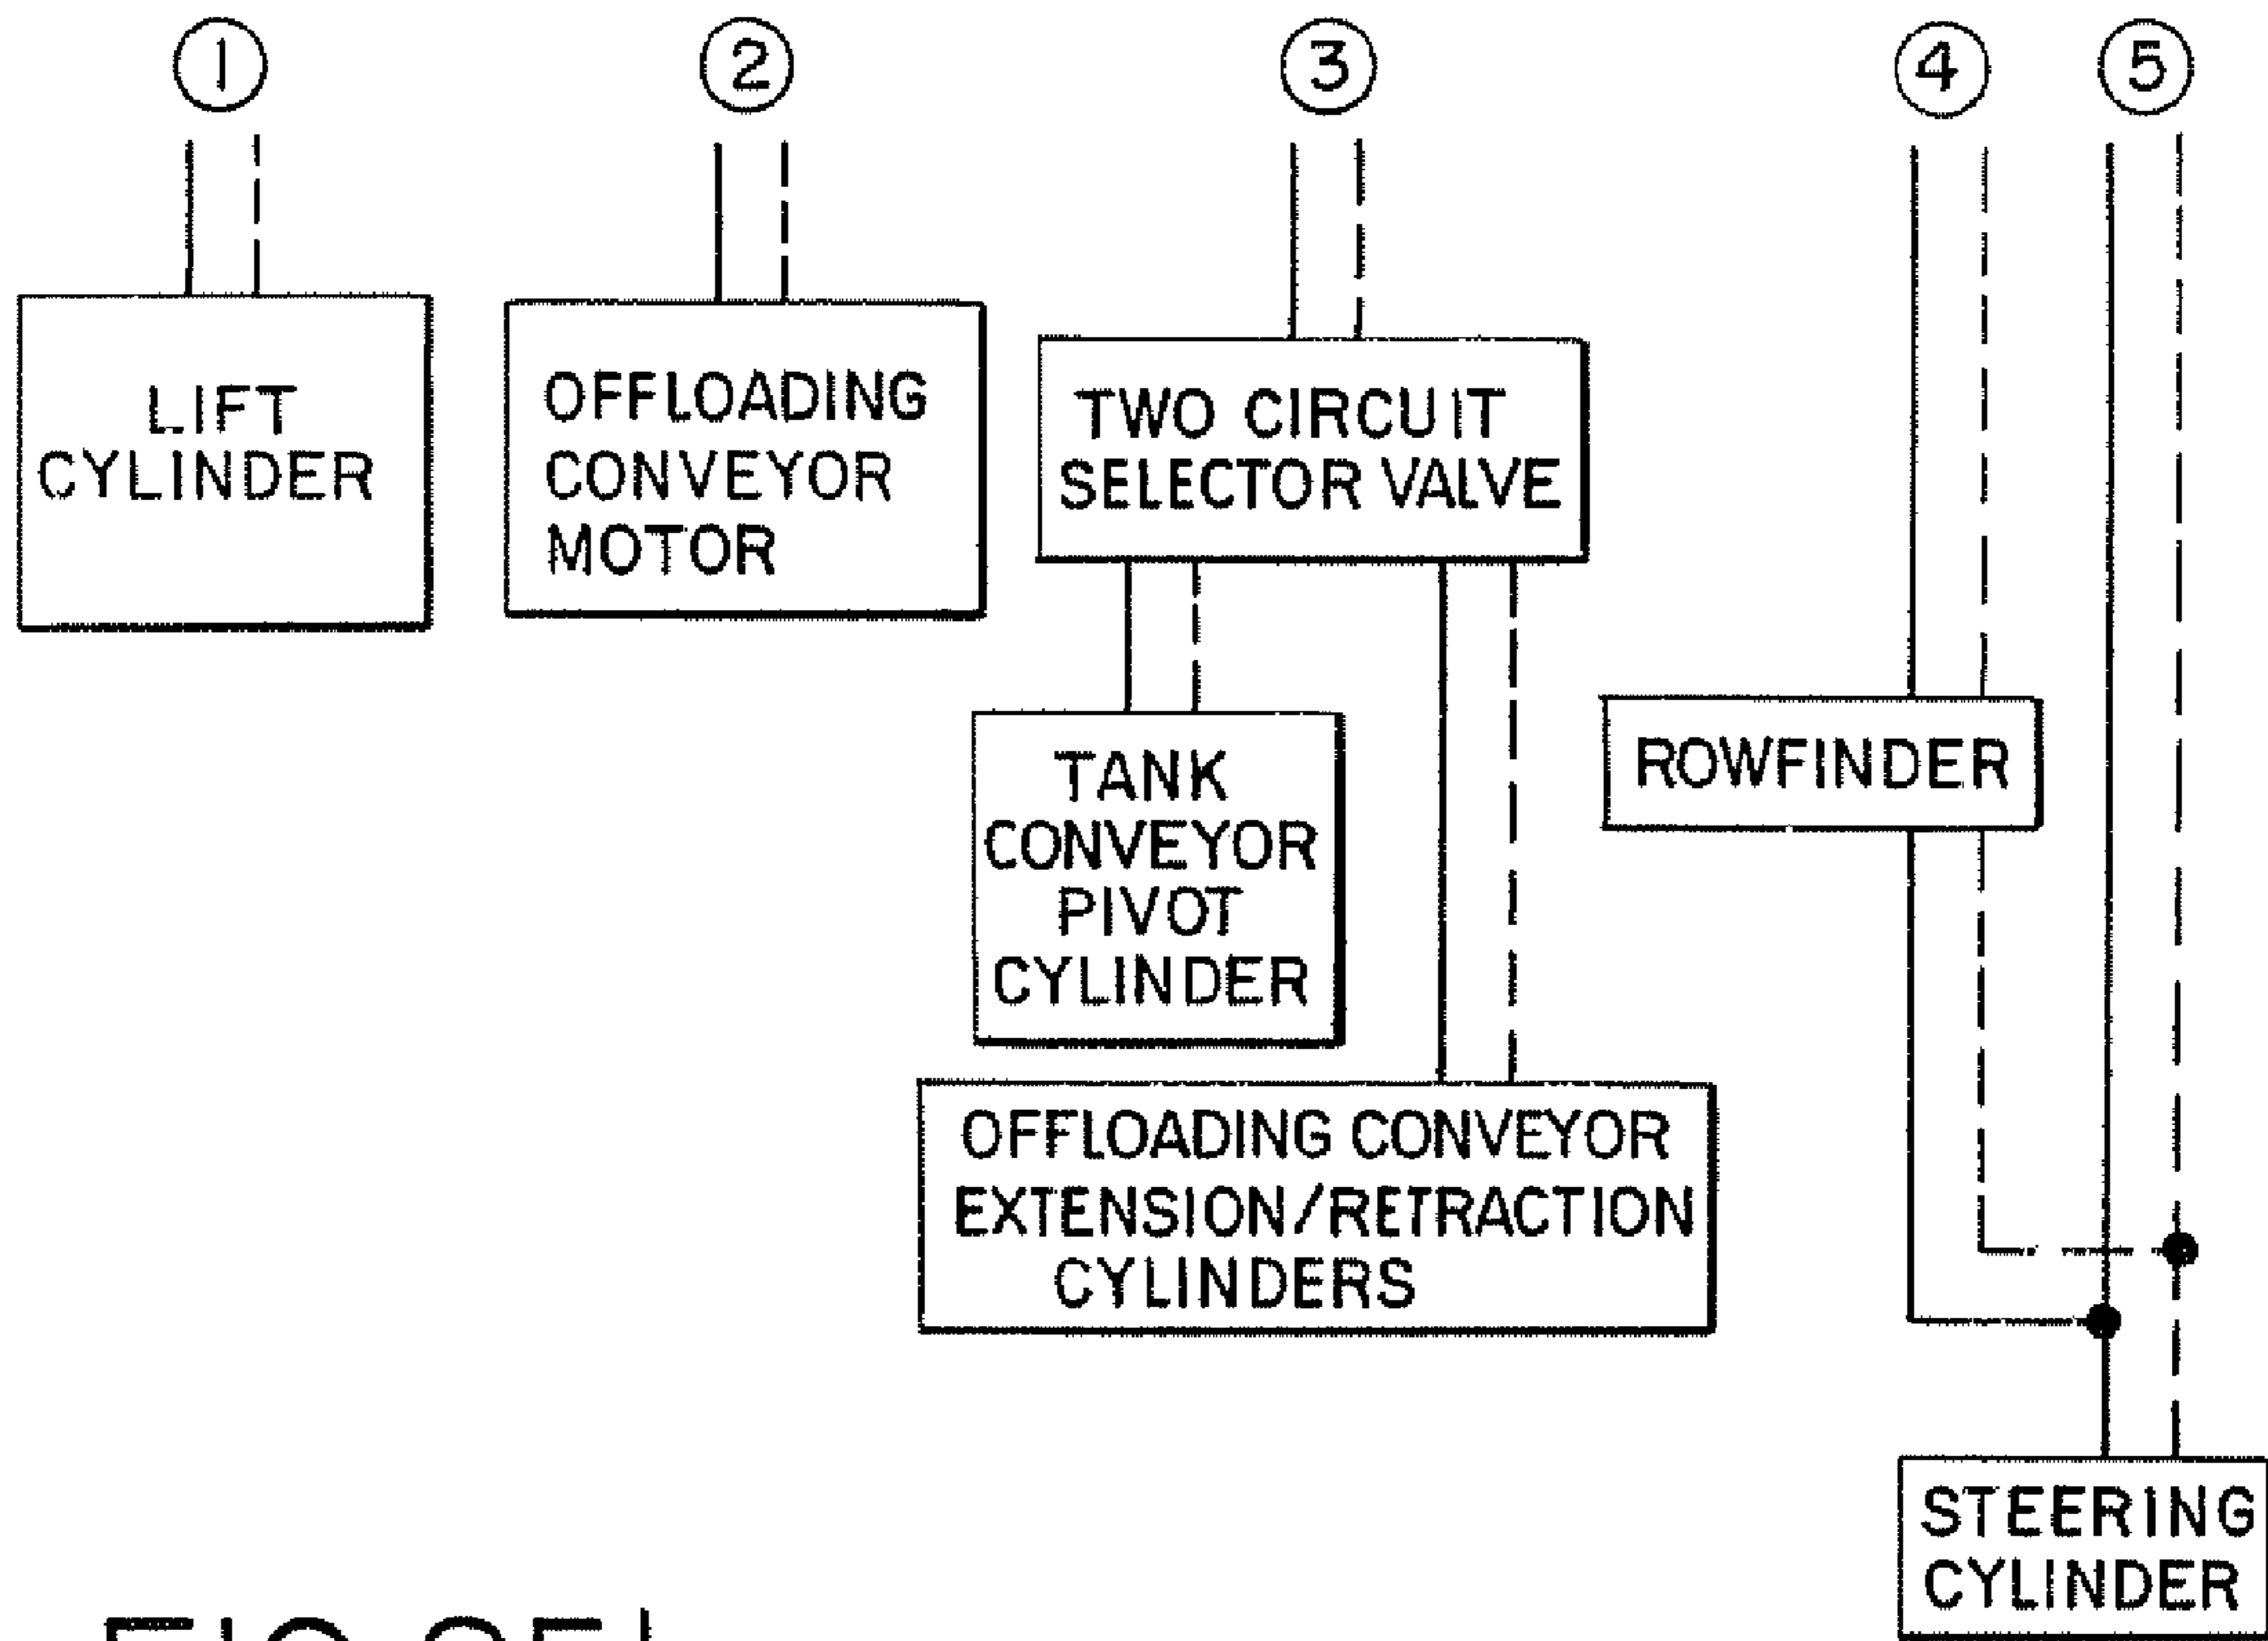 1 2 3 4 5
LIFT
CYLINDER
OFFLOADING
CONVEYOR
MOTOR
TWO CIRCUIT
SELECTOR VALVE
TANK
CONVEYOR
PIVOT
CYLINDER
OFFLOADING CONVEYOR
EXTENSION/RETRACTION
CYLINDERS
ROWFINDER
STEERING
CYLINDER